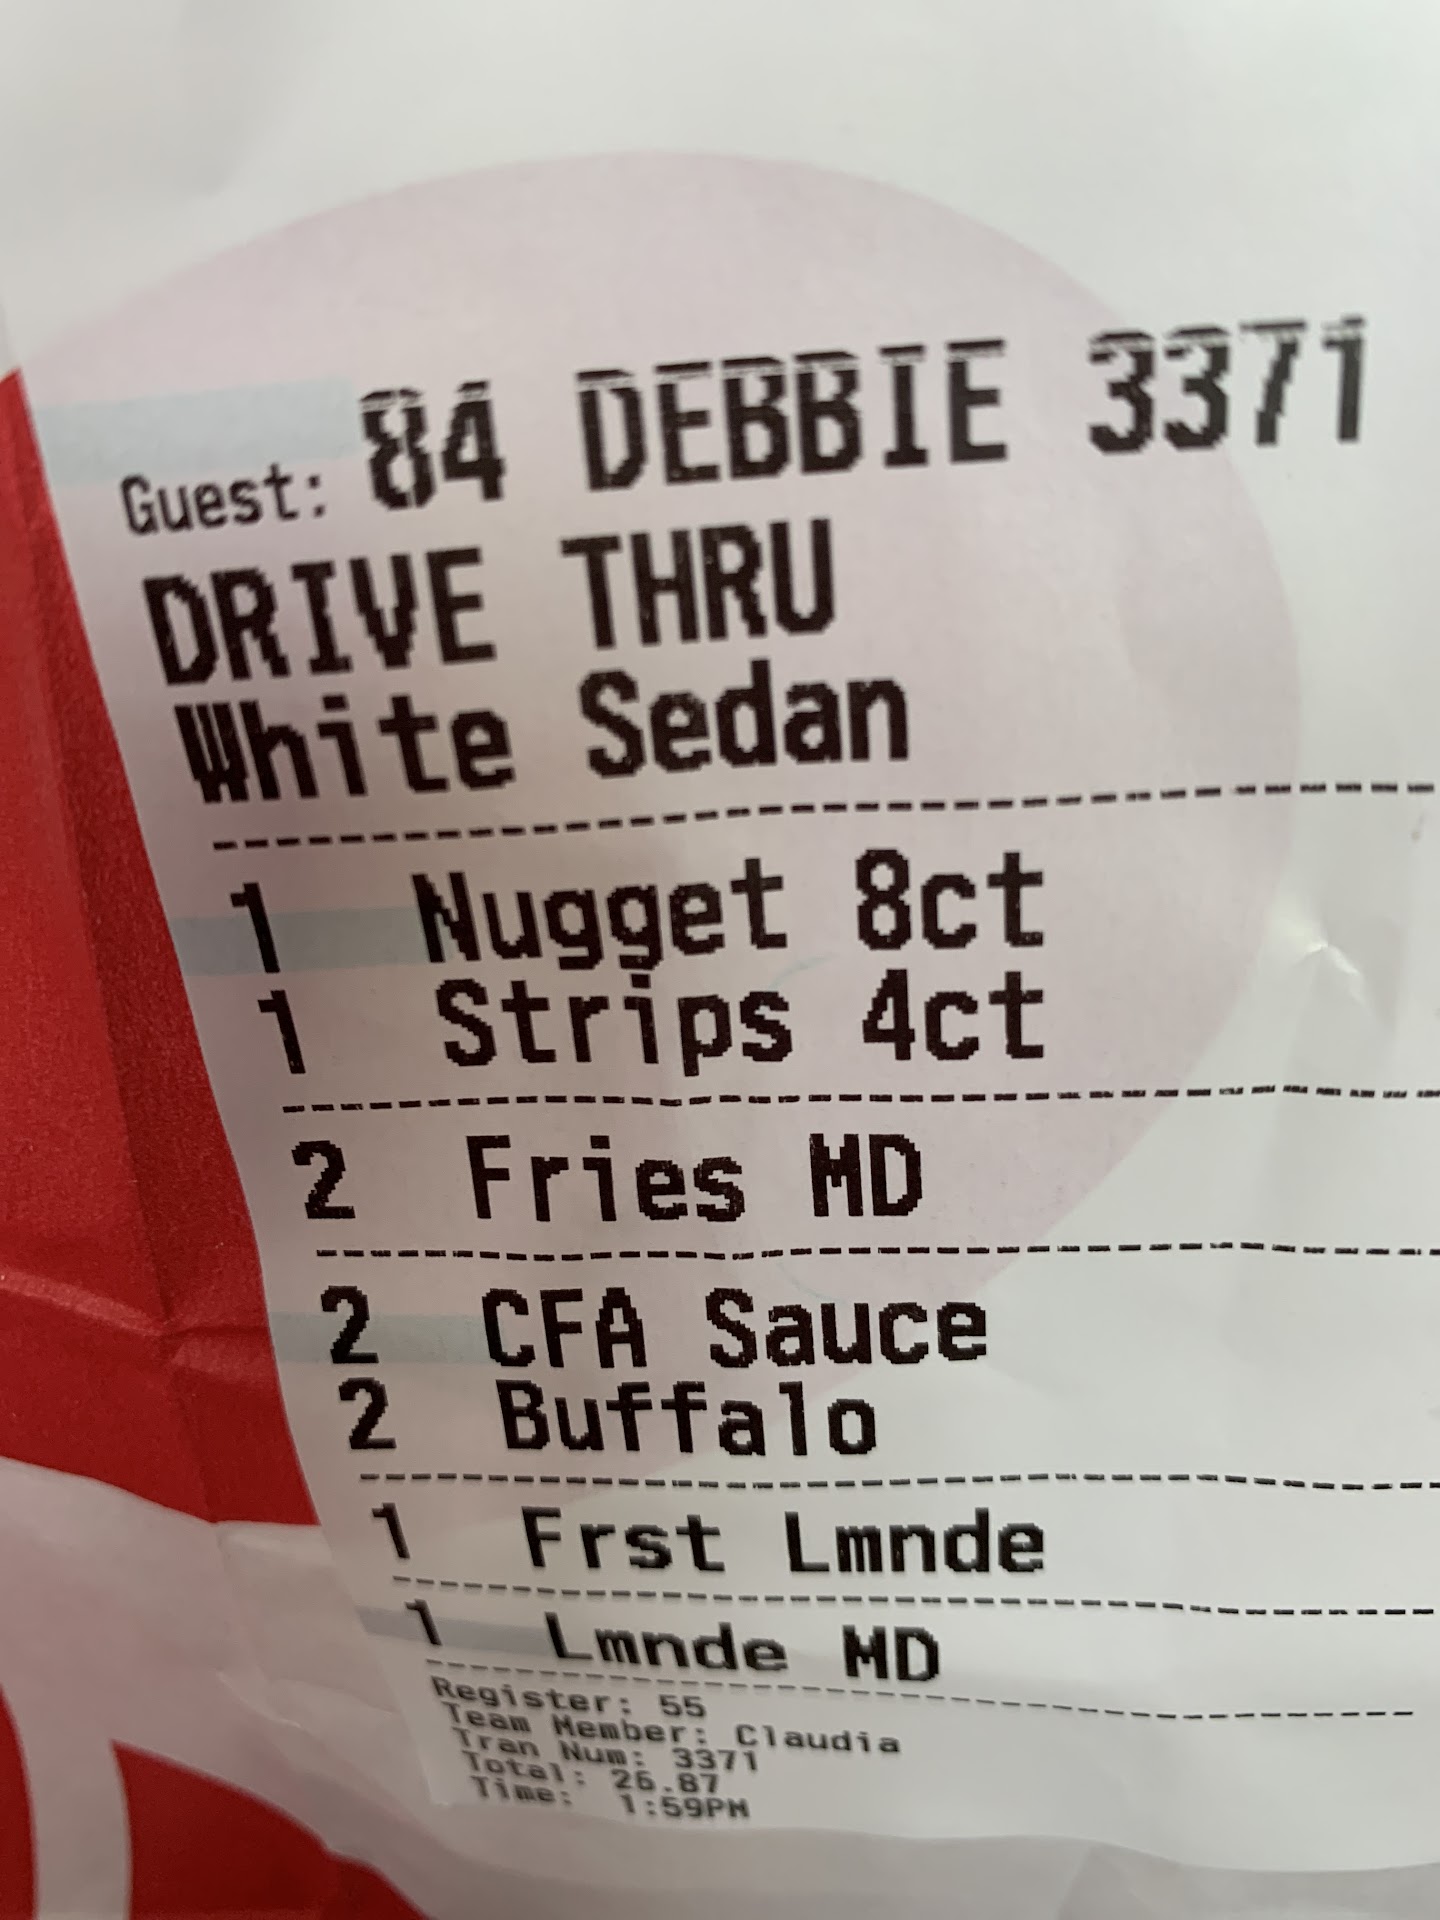 Guest: 84 DEBBIE 3371
DRIVE THRU
White Sedan
1 Nugget 8ct
1 Strips 4ct
2 Fries MD
2 CFA Sauce
2 Buffalo
1 Frst Lmnde
1 Lmnde MD
Register: 55
Team Member: Claudia
Tran Num: 3371
Total: 26.87
Time: 1:59PM